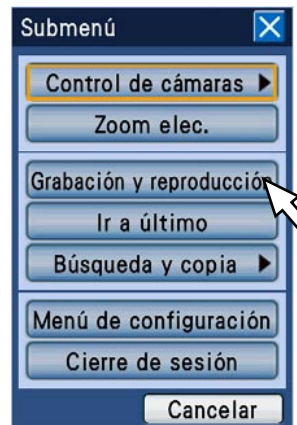 Submenú
Control de cámaras
Zoom elec.
Grabación y reproducción
Ir a último
Búsqueda y copia
Menú de configuración
Cierre de sesión
Cancelar